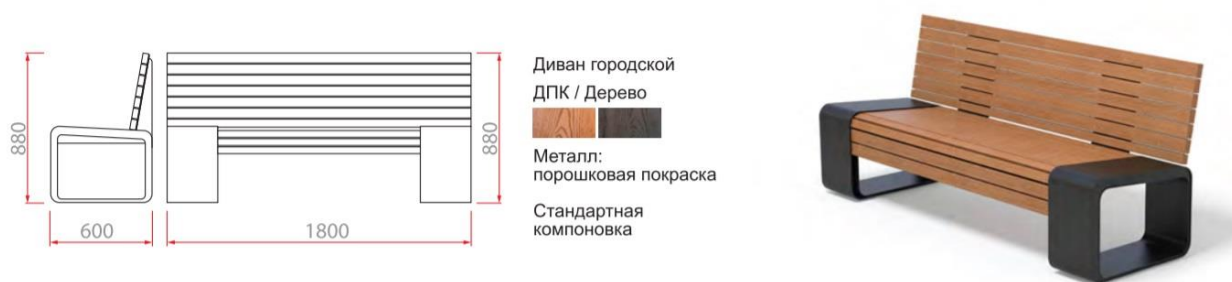 880
600
1800
880
Диван городской
ДПК / Дерево
Металл:
порошковая покраска
Стандартная
компоновка